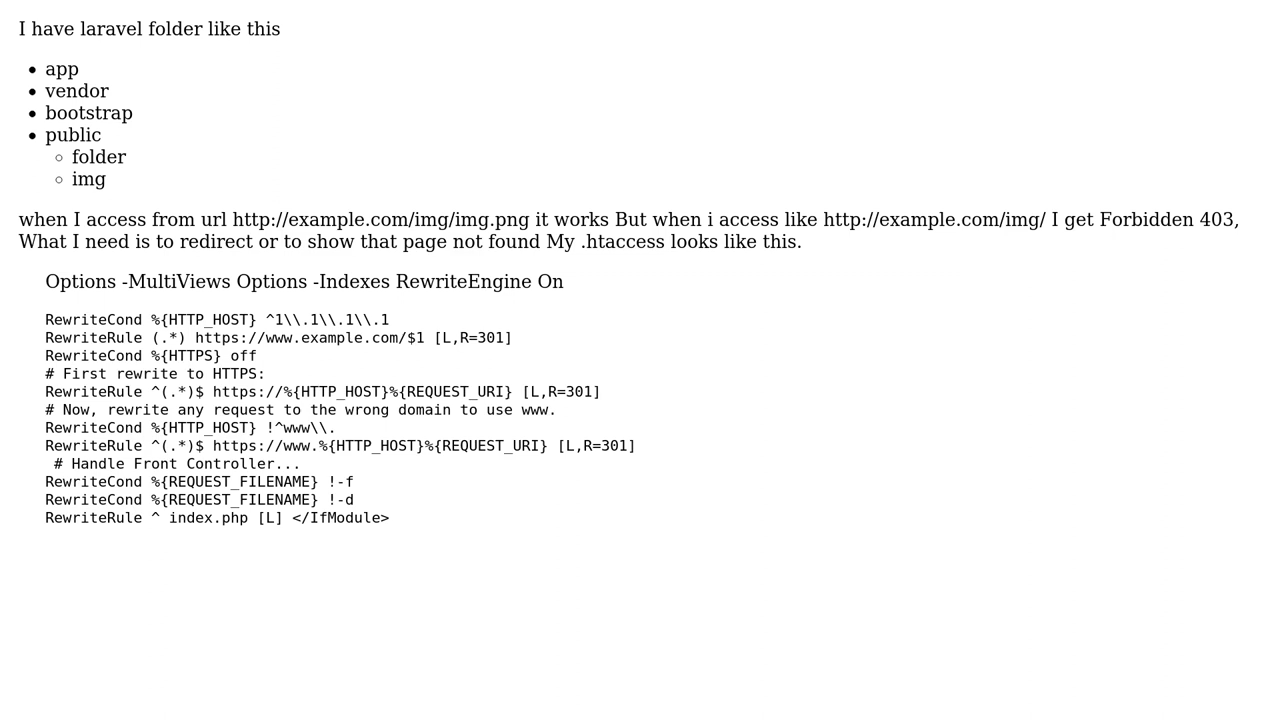 I have laravel folder like this
app
vendor
bootstrap
public
folder
img
when I access from url http://example.com/img/img.png it works But when i access like http://example.com/img/ I get Forbidden 403,
What I need is to redirect or to show that page not found My .htaccess looks like this.
Options -MultiViews Options -Indexes RewriteEngine On
RewriteCond %{HTTP_HOST} ^1\\.1\\.1\\.1
RewriteRule (.*) https://www.example.com/$1 [L,R=301]
RewriteCond %{HTTPS} off
# First rewrite to HTTPS:
RewriteRule ^(.*)$ https://%{HTTP_HOST}%{REQUEST_URI} [L,R=301]
# Now, rewrite any request to the wrong domain to use www.
RewriteCond %{HTTP_HOST} !^www\\.
RewriteRule ^(.*)$ https://www.%{HTTP_HOST}%{REQUEST_URI} [L,R=301]
# Handle Front Controller...
RewriteCond %{REQUEST_FILENAME} !-f
RewriteCond %{REQUEST_FILENAME} !-d
RewriteRule ^ index.php [L] </IfModule>